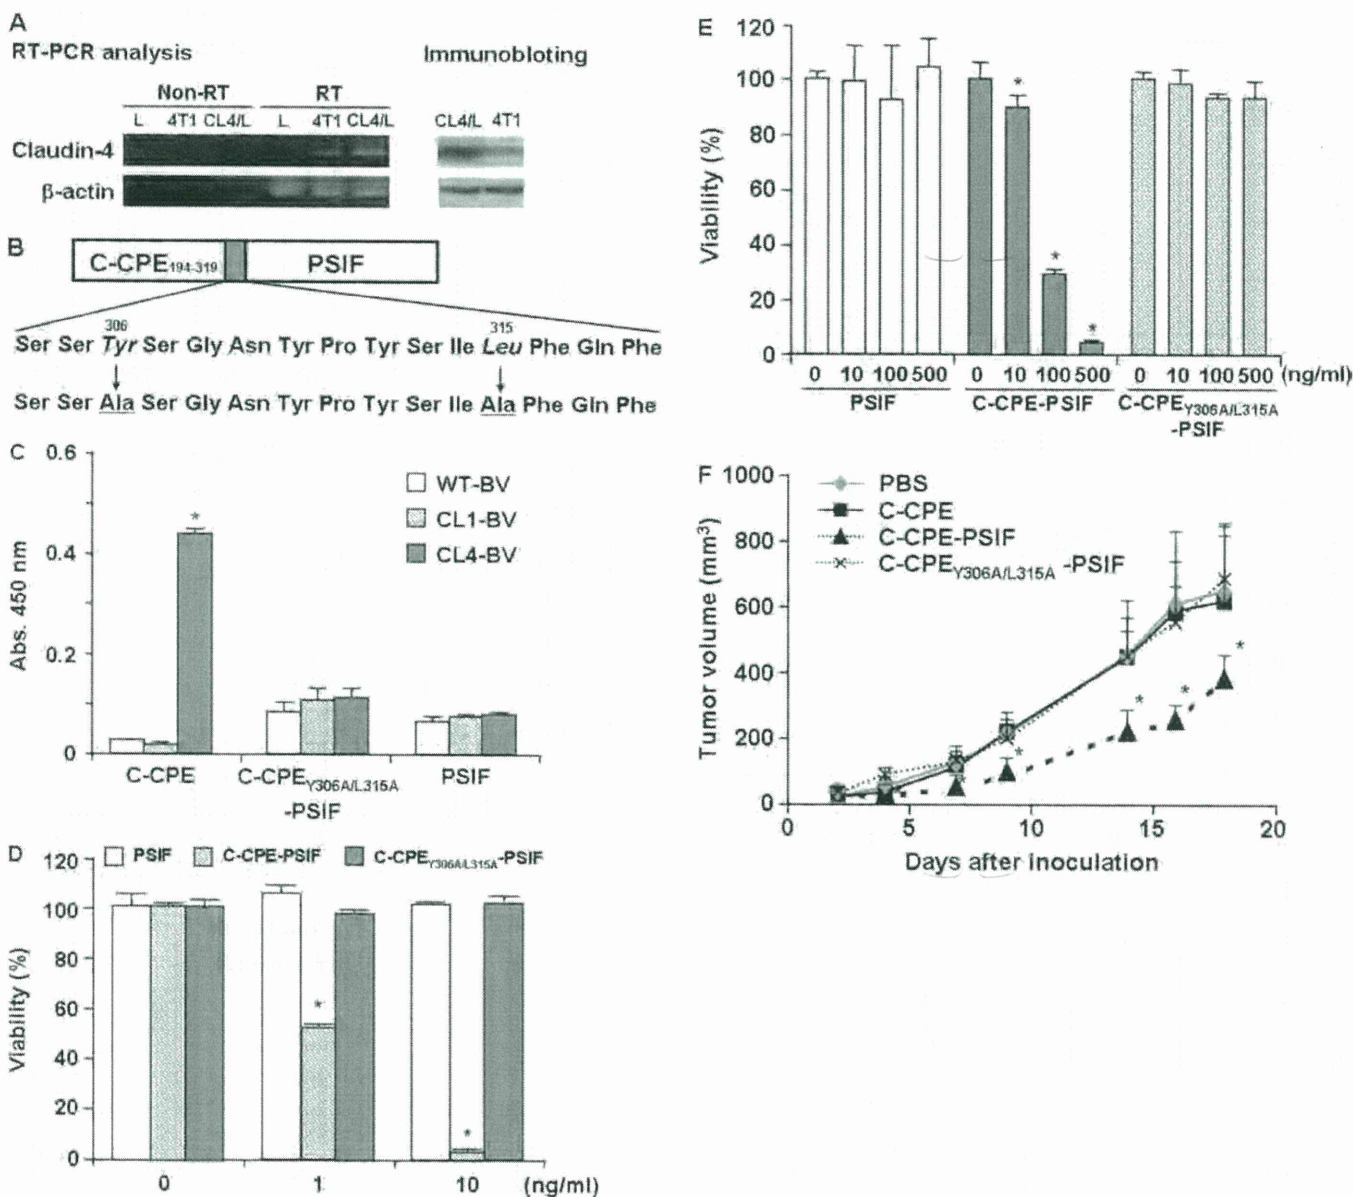 A
RT-PCR analysis
Immunobloting
Non-RT RT
L 4T1 CL4/L L 4T1 CL4/L
CL4/L 4T1
Claudin-4
β-actin
B
C-CPE194-319 PSIF
306 315
Ser Ser Tyr Ser Gly Asn Tyr Pro Tyr Ser Ile Leu Phe Gln Phe
Ser Ser Ala Ser Gly Asn Tyr Pro Tyr Ser Ile Ala Phe Gln Phe
C
0.6
0.4
0.2
0
Abs. 450 nm
WT-BV
CL1-BV
CL4-BV
*
C-CPE C-CPEY306A/L315A PSIF
-PSIF
D
PSIF C-CPE-PSIF C-CPEY306A/L315A-PSIF
120
100
80
60
40
20
0
Viability (%)
*
*
0 1 10 (ng/ml)
E
120
100
80
60
40
20
0
Viability (%)
*
*
*
0 10 100 500 0 10 100 500 0 10 100 500 (ng/ml)
PSIF C-CPE-PSIF C-CPEY306A/L315A
-PSIF
F
1000
800
600
400
200
0
Tumor volume (mm3)
PBS
C-CPE
C-CPE-PSIF
C-CPEY306A/L315A -PSIF
*
*
*
*
*
0 5 10 15 20
Days after inoculation